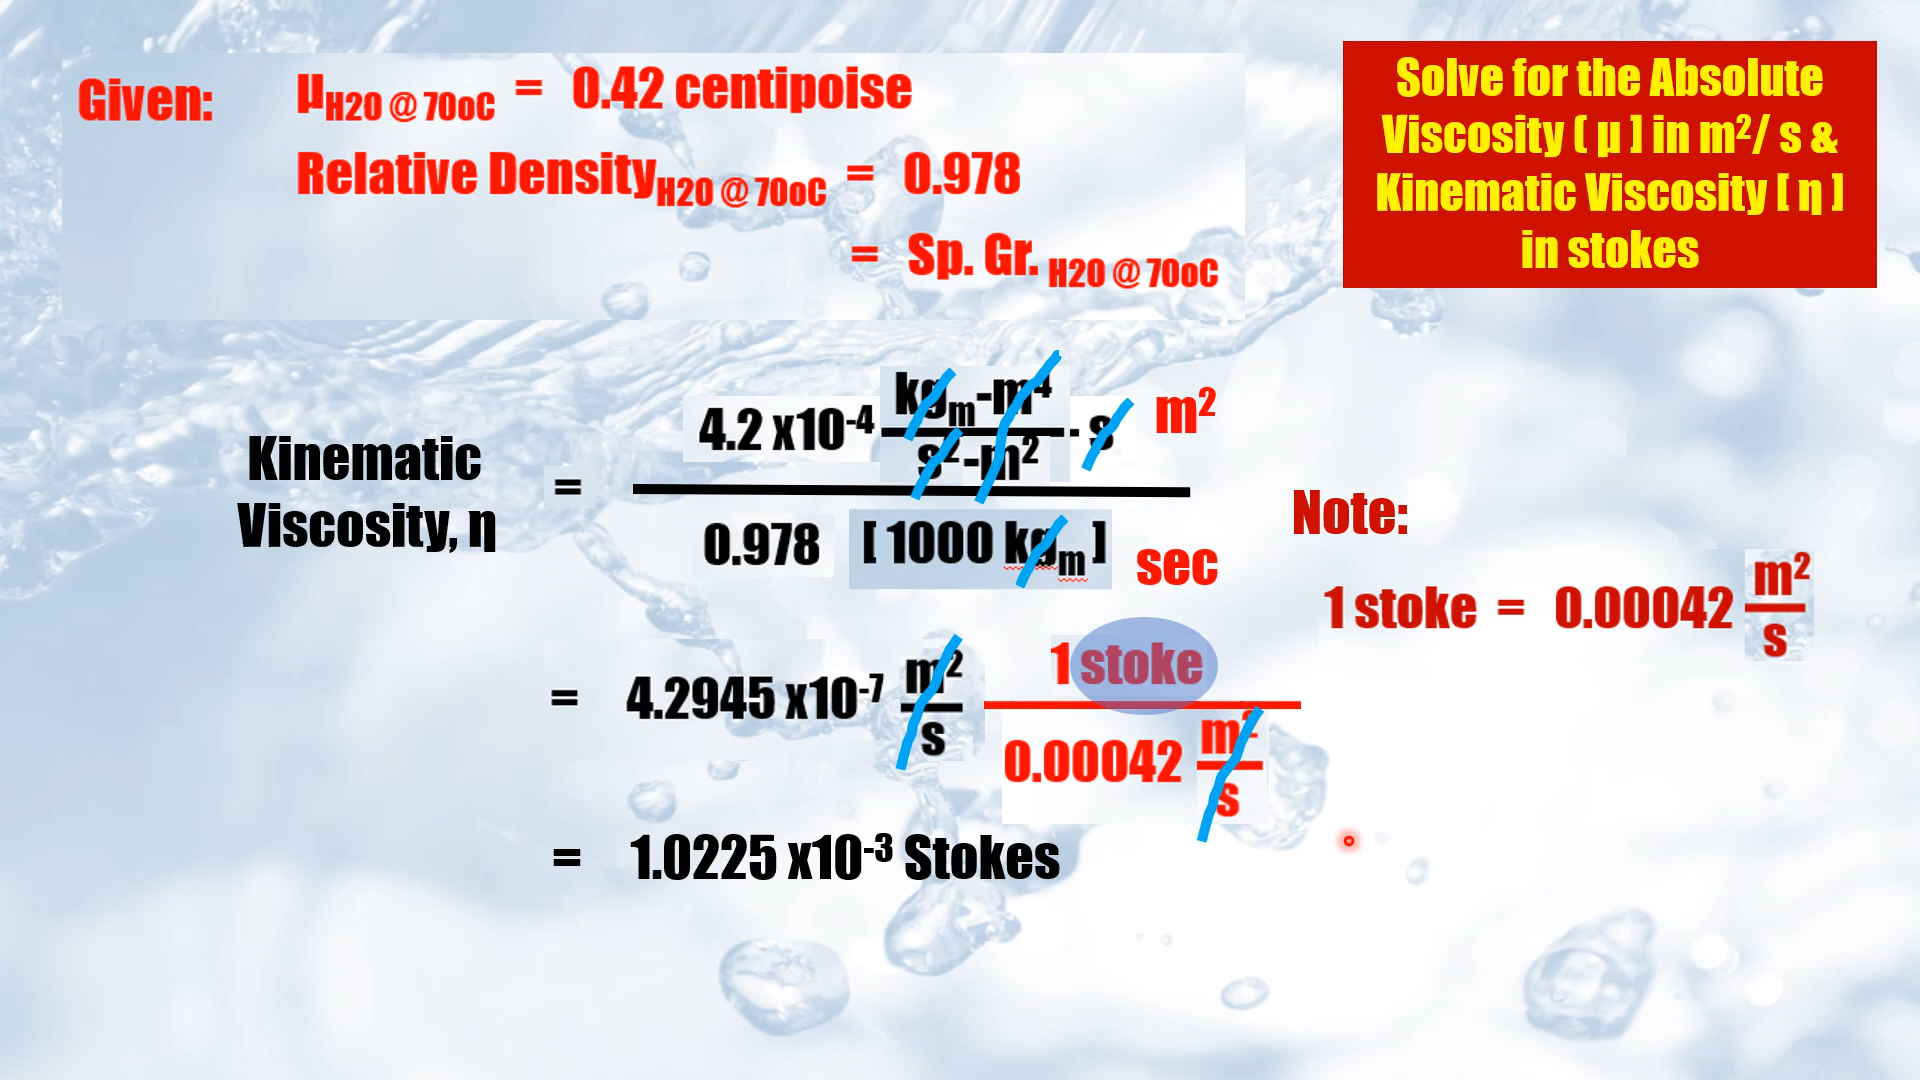 Given:
μH2O @ 70oC = 0.42 centipoise
Relative DensityH2O @ 70oC = 0.978
= Sp. Gr. H2O @ 70oC
Solve for the Absolute
Viscosity ( μ ] in m²/ s &
Kinematic Viscosity [ η ]
in stokes
Kinematic
Viscosity, η
=
4.2 x10⁻⁴ kgm-m⁴ - s m²
s²-m²
0.978 [ 1000 kgm ] sec
Note:
1 stoke = 0.00042 m²
s
= 4.2945 x10⁻⁷ m²
s
1 stoke
0.00042 m²
s
= 1.0225 x10⁻³ Stokes